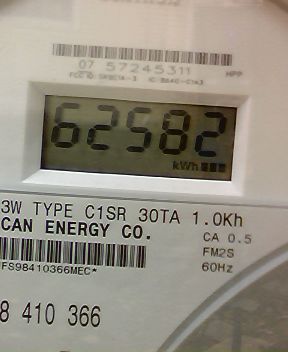 07 57245311 HPP
62582
kWh
3W TYPE C1SR 30TA 1.0Kh
CAN ENERGY CO. CA 0.5
FM2S
FS98410366MEC* 60Hz
8 410 366